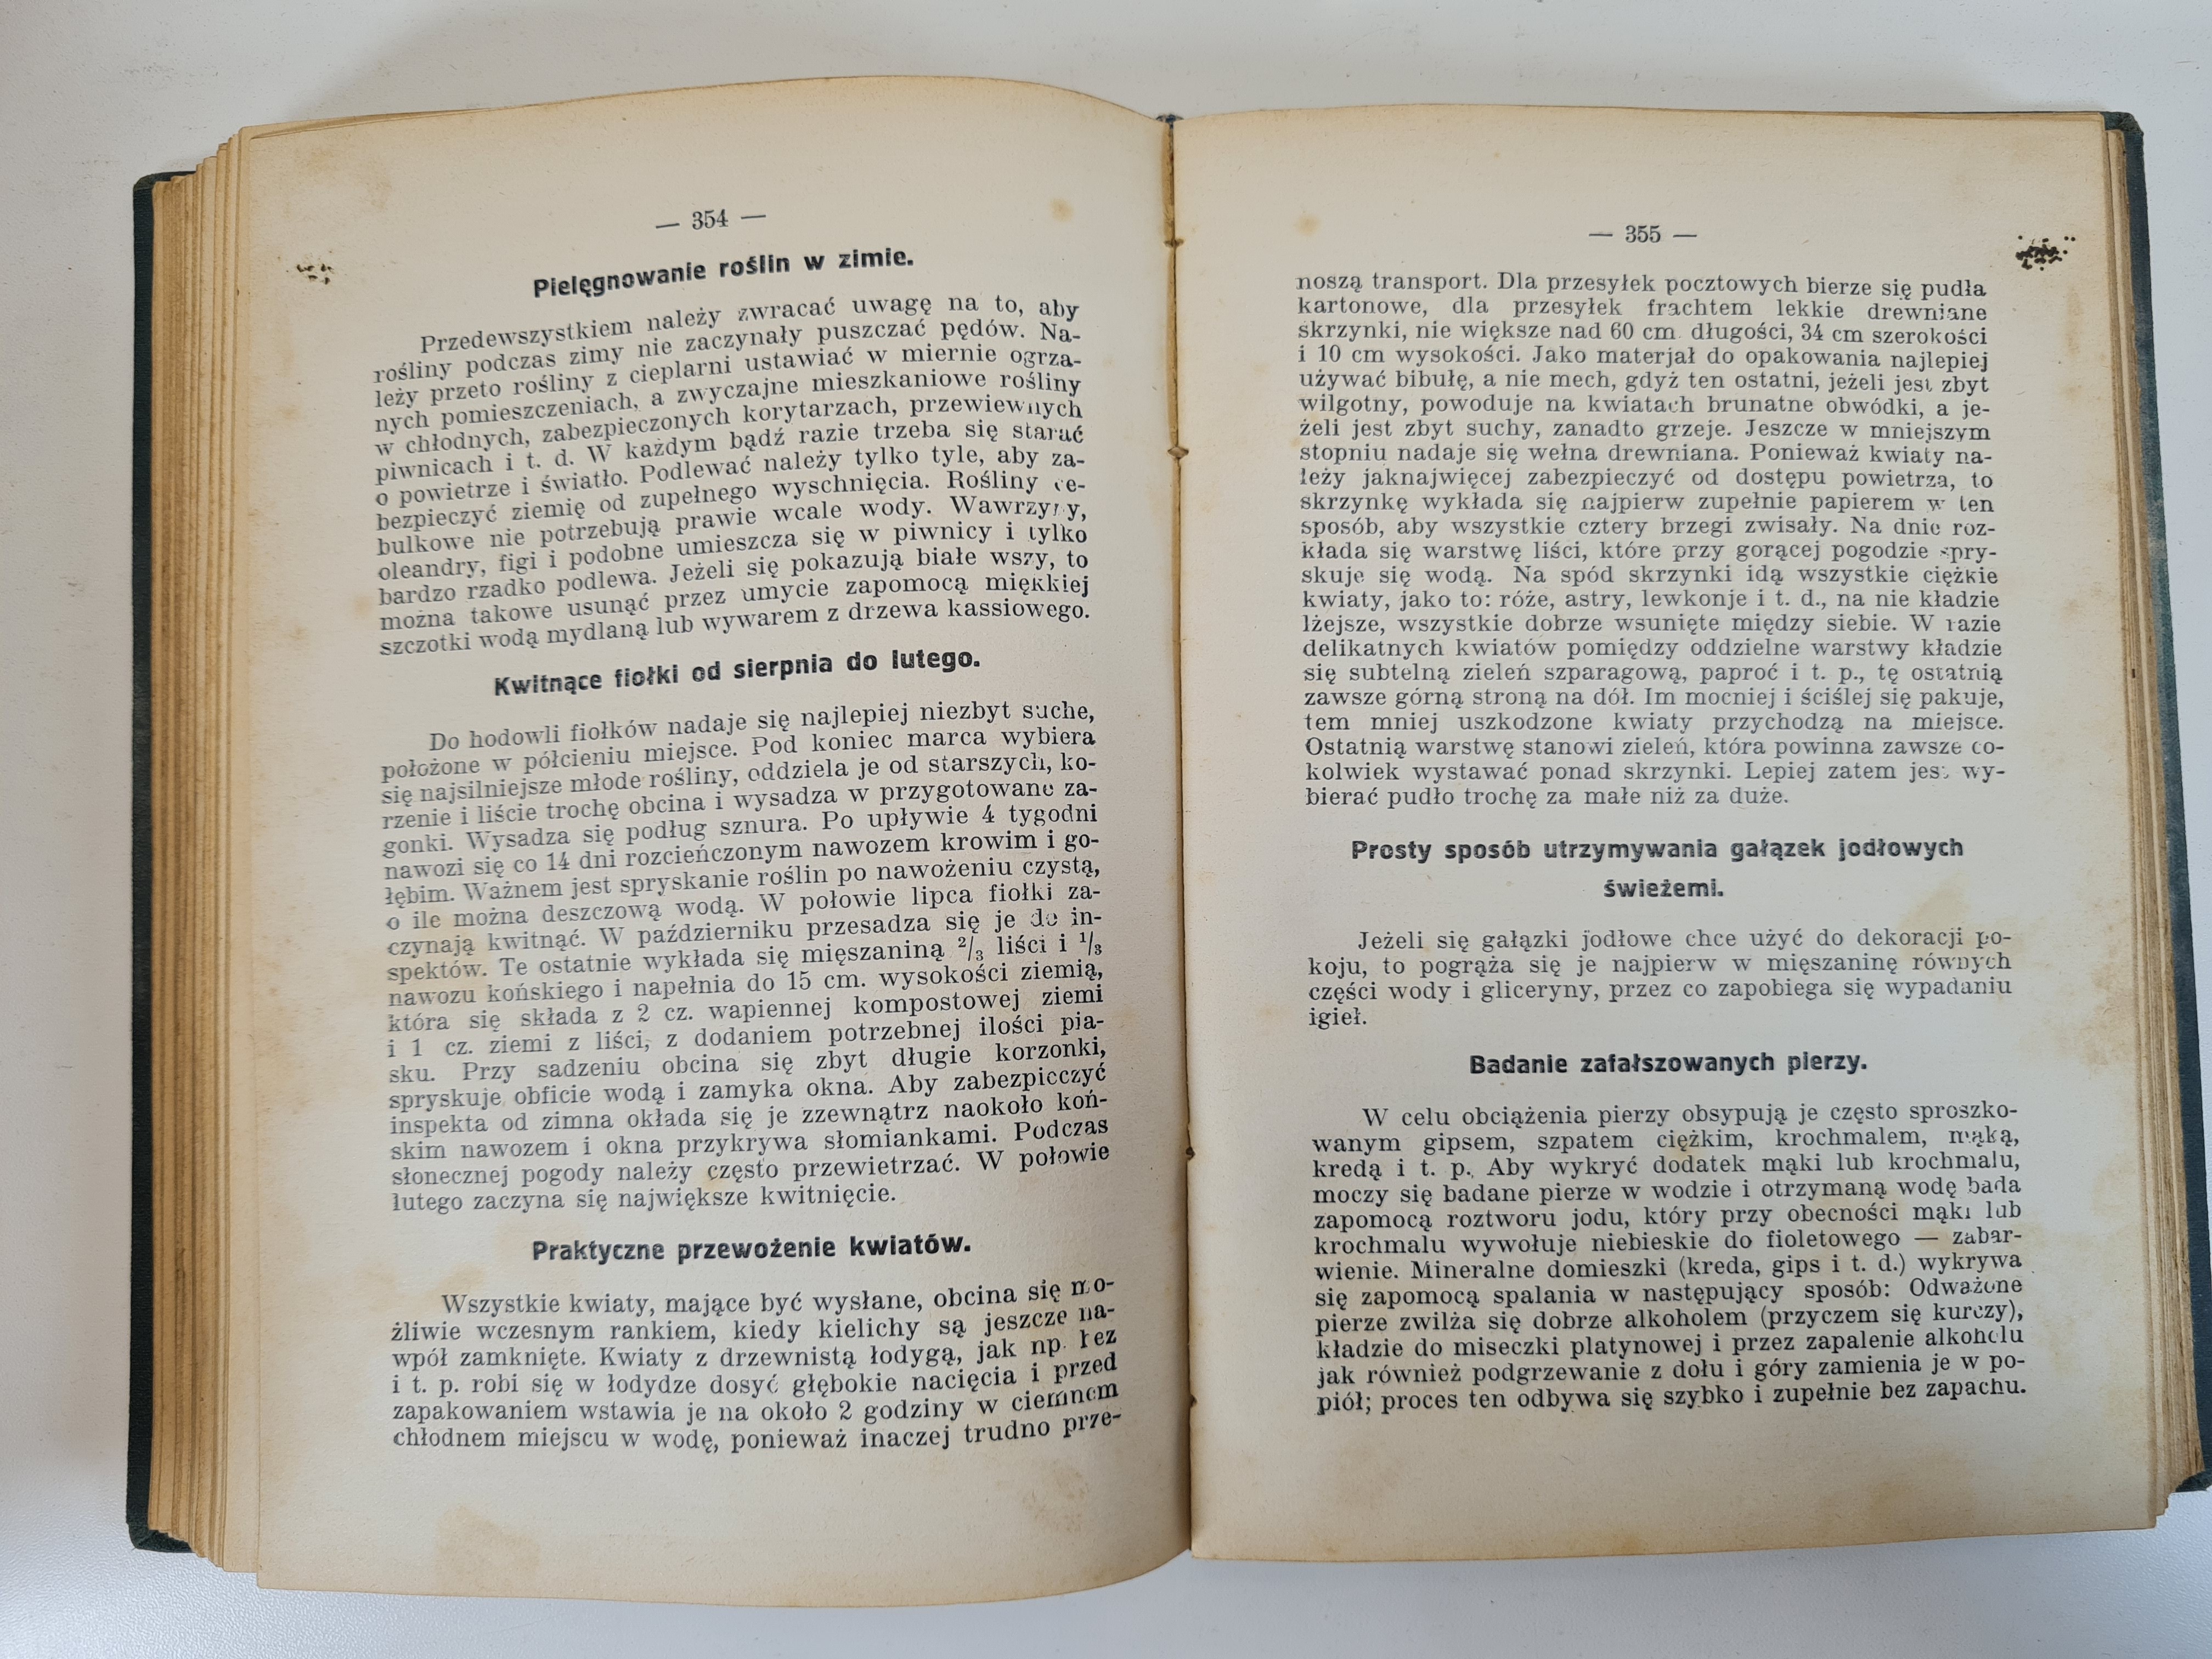 — 354 —
Pielęgnowanie roślin w zimie.
Przedewszystkiem należy zwracać uwagę na to, aby
rośliny podczas zimy nie zaczynały puszczać pędów. Na-
leży przeto rośliny z cieplarni ustawiać w miernie ogrza-
nych pomieszczeniach, a zwyczajne mieszkaniowe rośliny
w chłodnych, zabezpieczonych korytarzach, przewiewnych
piwnicach i t. d. W każdym bądź razie trzeba się starać
o powietrze i światło. Podlewać należy tylko tyle, aby za-
bezpieczyć ziemię od zupełnego wyschnięcia. Rośliny ce-
bulkowe nie potrzebują prawie wcale wody. Wawrzyny,
oleandry, figi i podobne umieszcza się w piwnicy i tylko
bardzo rzadko podlewa. Jeżeli się pokazują białe wszy, to
można takowe usunąć przez umycie zapomocą miękkiej
szczotki wodą mydlaną lub wywarem z drzewa kassiowego.
Kwitnące fiołki od sierpnia do lutego.
Do hodowli fiołków nadaje się najlepiej niezbyt suche,
położone w półcieniu miejsce. Pod koniec marca wybiera
się najsilniejsze młode rośliny, oddziela je od starszych, ko-
rzenie i liście trochę obcina i wysadza w przygotowane za-
gonki. Wysadza się podług sznura. Po upływie 4 tygodni
nawozi się co 14 dni rozcieńczonym nawozem krowim i go-
łębim. Ważnem jest spryskanie roślin po nawożeniu czystą,
o ile można deszczową wodą. W połowie lipca fiołki za-
czynają kwitnąć. W październiku przesadza się je do in-
spektów. Te ostatnie wykłada się mięszaniną ²/₃ liści i ¹/₃
nawozu końskiego i napełnia do 15 cm. wysokości ziemią,
która się składa z 2 cz. wapiennej kompostowej ziemi
i 1 cz. ziemi z liści, z dodaniem potrzebnej ilości pia-
sku. Przy sadzeniu obcina się zbyt długie korzonki,
spryskuje obficie wodą i zamyka okna. Aby zabezpieczyć
inspekta od zimna okłada się je zzewnątrz naokoło koń-
skim nawozem i okna przykrywa słomiankami. Podczas
słonecznej pogody należy często przewietrzać. W połowie
lutego zaczyna się największe kwitnięcie.
Praktyczne przewożenie kwiatów.
Wszystkie kwiaty, mające być wysłane, obcina się mo-
żliwie wczesnym rankiem, kiedy kielichy są jeszcze na-
wpół zamknięte. Kwiaty z drzewnistą łodygą, jak np. bez
i t. p. robi się w łodydze dosyć głębokie nacięcia i przed
zapakowaniem wstawia je na około 2 godziny w ciemnem
chłodnem miejscu w wodę, ponieważ inaczej trudno prze-
— 355 —
noszą transport. Dla przesyłek pocztowych bierze się pudła
kartonowe, dla przesyłek frachtem lekkie drewniane
skrzynki, nie większe nad 60 cm. długości, 34 cm szerokości
i 10 cm wysokości. Jako materjał do opakowania najlepiej
używać bibułę, a nie mech, gdyż ten ostatni, jeżeli jest zbyt
wilgotny, powoduje na kwiatach brunatne obwódki, a je-
żeli jest zbyt suchy, zanadto grzeje. Jeszcze w mniejszym
stopniu nadaje się wełna drewniana. Ponieważ kwiaty na-
leży jaknajwięcej zabezpieczyć od dostępu powietrza, to
skrzynkę wykłada się najpierw zupełnie papierem w ten
sposób, aby wszystkie cztery brzegi zwisały. Na dnie roz-
kłada się warstwę liści, które przy gorącej pogodzie spry-
skuje się wodą. Na spód skrzynki idą wszystkie ciężkie
kwiaty, jako to: róże, astry, lewkonje i t. d., na nie kładzie
lżejsze, wszystkie dobrze wsunięte między siebie. W razie
delikatnych kwiatów pomiędzy oddzielne warstwy kładzie
się subtelną zieleń szparagową, paproć i t. p., tę ostatnią
zawsze górną stroną na dół. Im mocniej i ściślej się pakuje,
tem mniej uszkodzone kwiaty przychodzą na miejsce.
Ostatnią warstwę stanowi zieleń, która powinna zawsze co-
kolwiek wystawać ponad skrzynki. Lepiej zatem jest wy-
bierać pudło trochę za małe niż za duże.
Prosty sposób utrzymywania gałązek jodłowych
świeżemi.
Jeżeli się gałązki jodłowe chce użyć do dekoracji po-
koju, to pogrąża się je najpierw w mięszaninę równych
części wody i gliceryny, przez co zapobiega się wypadaniu
igieł.
Badanie zafałszowanych pierzy.
W celu obciążenia pierzy obsypują je często sproszko-
wanym gipsem, szpatem ciężkim, krochmalem, mąką,
kredą i t. p. Aby wykryć dodatek mąki lub krochmalu,
moczy się badane pierze w wodzie i otrzymaną wodę bada
zapomocą roztworu jodu, który przy obecności mąki lub
krochmalu wywołuje niebieskie do fioletowego — zabar-
wienie. Mineralne domieszki (kreda, gips i t. d.) wykrywa
się zapomocą spalania w następujący sposób: Odważone
pierze zwilża się dobrze alkoholem (przyczem się kurczy),
kładzie do miseczki platynowej i przez zapalenie alkoholu
jak również podgrzewanie z dołu i góry zamienia je w po-
piół; proces ten odbywa się szybko i zupełnie bez zapachu.